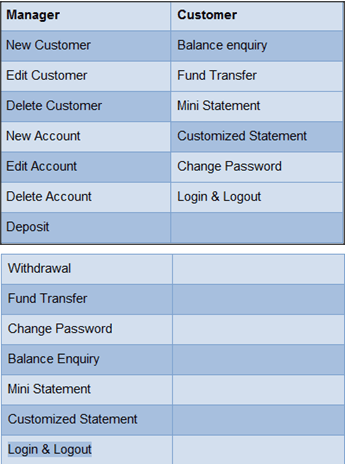 Manager Customer
New Customer Balance enquiry
Edit Customer Fund Transfer
Delete Customer Mini Statement
New Account Customized Statement
Edit Account Change Password
Delete Account Login & Logout
Deposit
Withdrawal
Fund Transfer
Change Password
Balance Enquiry
Mini Statement
Customized Statement
Login & Logout